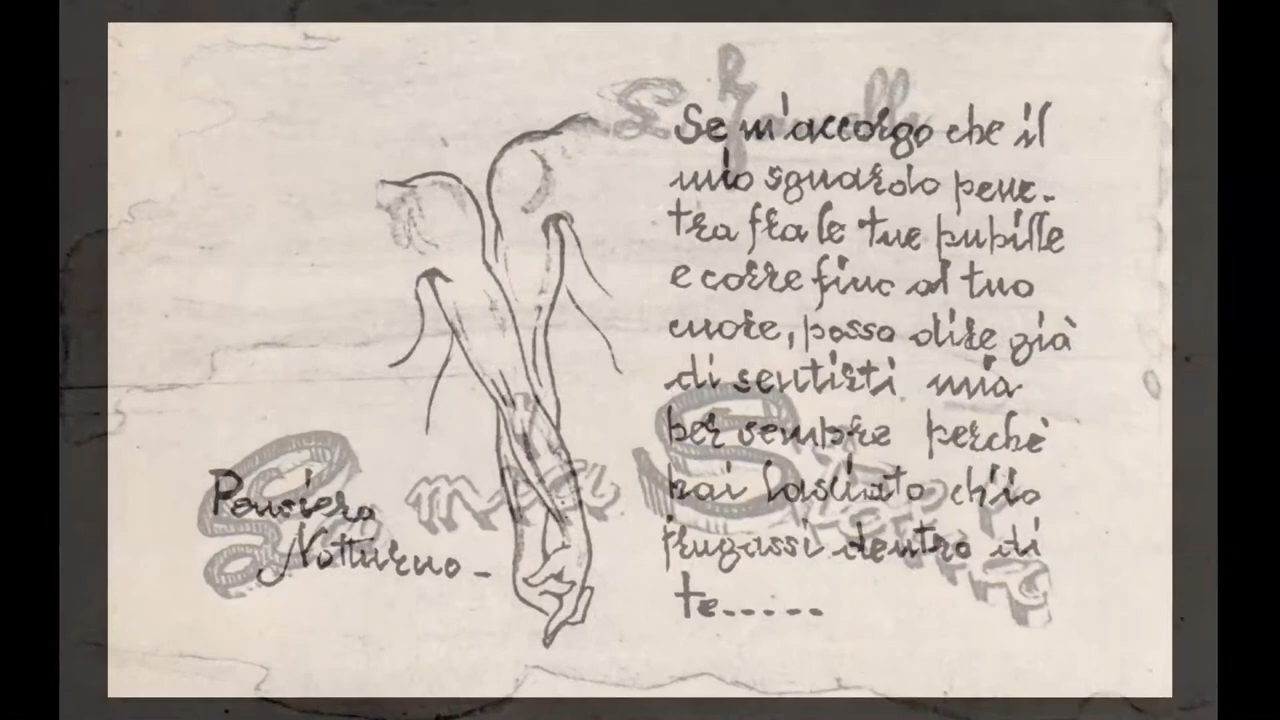 Se m'accorgo che il
mio sguardo pene-
tra fra le tue pupille
e corre fino al tuo
cuore, posso dire già
di sentirti mia
per sempre perchè
hai lasciato ch'io
frugassi dentro di
te.....
Pensiero
Notturno -